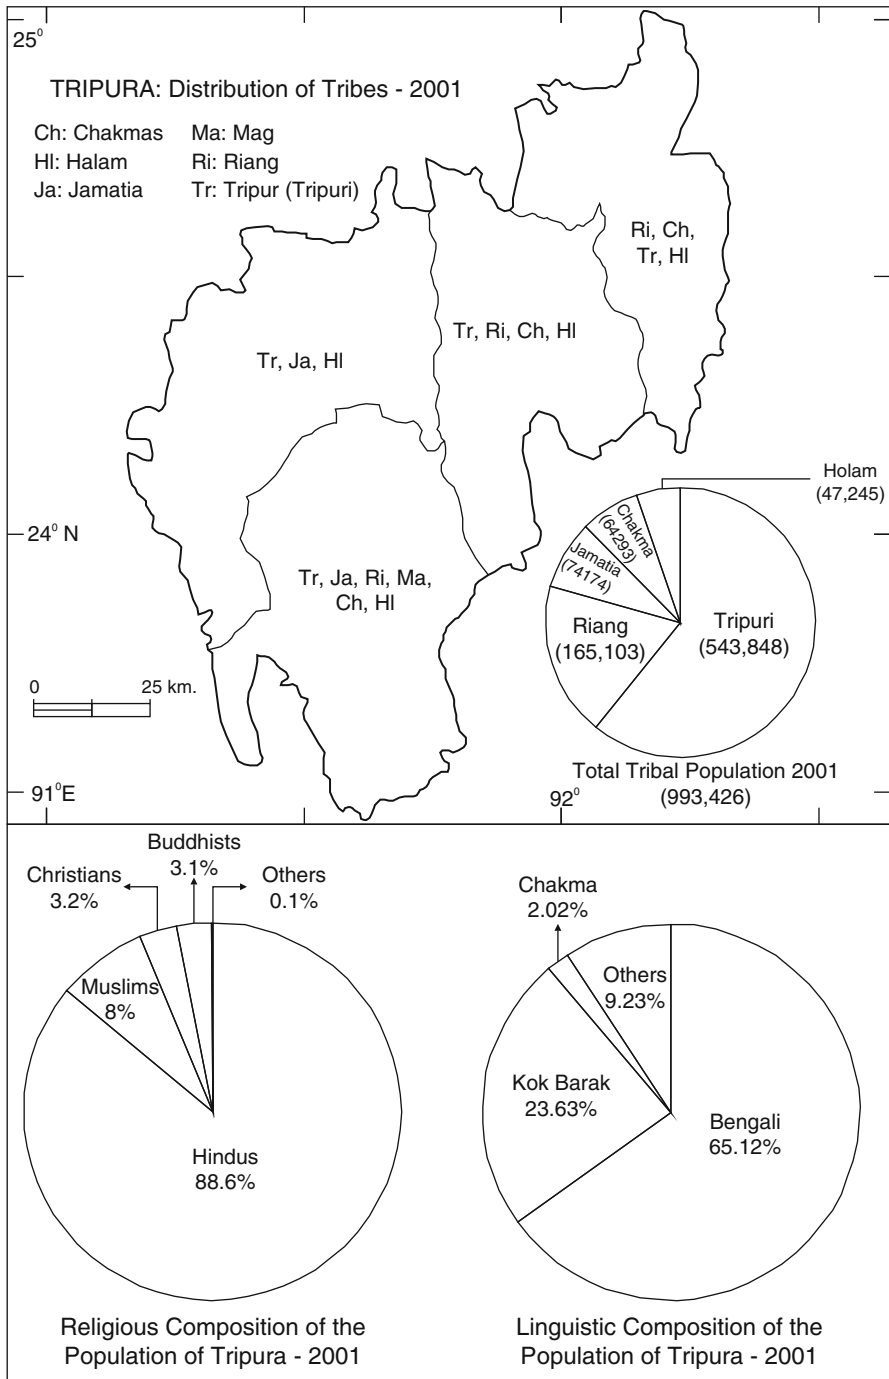 25⁰
TRIPURA: Distribution of Tribes - 2001
Ch: Chakmas Ma: Mag
Hl: Halam Ri: Riang
Ja: Jamatia Tr: Tripur (Tripuri)
Ri, Ch,
Tr, Hl
Tr, Ri, Ch, Hl
Tr, Ja, Hl
Tr, Ja, Ri, Ma,
Ch, Hl
24⁰ N
Holam
(47,245)
Chakma
(64293)
Jamatia
(74174)
Riang
(165,103)
Tripuri
(543,848)
0 25 km.
Total Tribal Population 2001
(993,426)
91⁰E
92⁰
Buddhists
3.1%
Christians
3.2%
Others
0.1%
Muslims
8%
Hindus
88.6%
Religious Composition of the
Population of Tripura - 2001
Chakma
2.02%
Others
9.23%
Kok Barak
23.63%
Bengali
65.12%
Linguistic Composition of the
Population of Tripura - 2001